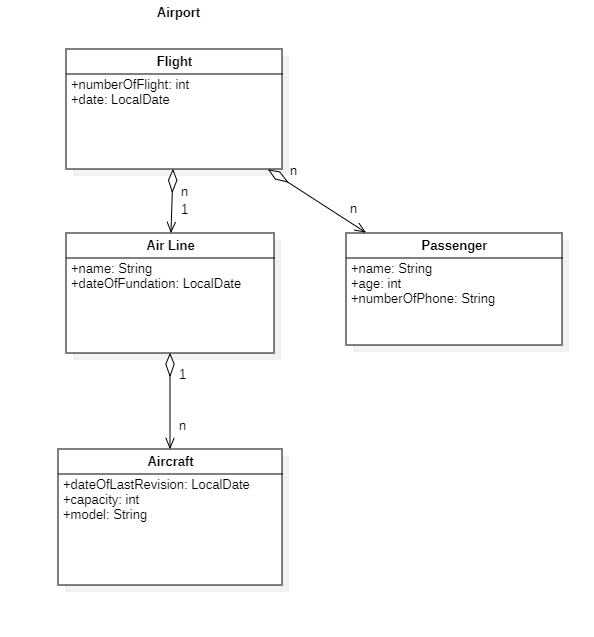 Airport
Flight
+numberOfFlight: int
+date: LocalDate
n
n
1
n
Air Line
+name: String
+dateOfFundation: LocalDate
Passenger
+name: String
+age: int
+numberOfPhone: String
1
n
Aircraft
+dateOfLastRevision: LocalDate
+capacity: int
+model: String